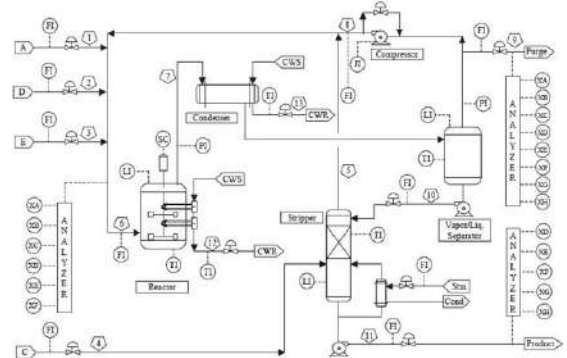 FI
8
FI
9
A
1
JI
Compressor
Purge
7
CWS
FI
D
2
FI
XA
XB
XC
XD
XE
XF
XG
XH
ANALYZER
TI
13
Condenser
CWR
PI
FI
E
3
SC
PI
LI
TI
LI
CWS
5
FI
10
Vapor/Liq.
Separator
XA
XB
XC
XD
XE
XF
ANALYZER
6
FI
Stripper
TI
12
CWR
TI
TI
Reactor
LI
FI
Stm
Cond
XD
XE
XF
XG
XH
ANALYZER
FI
C
4
11
FI
Product